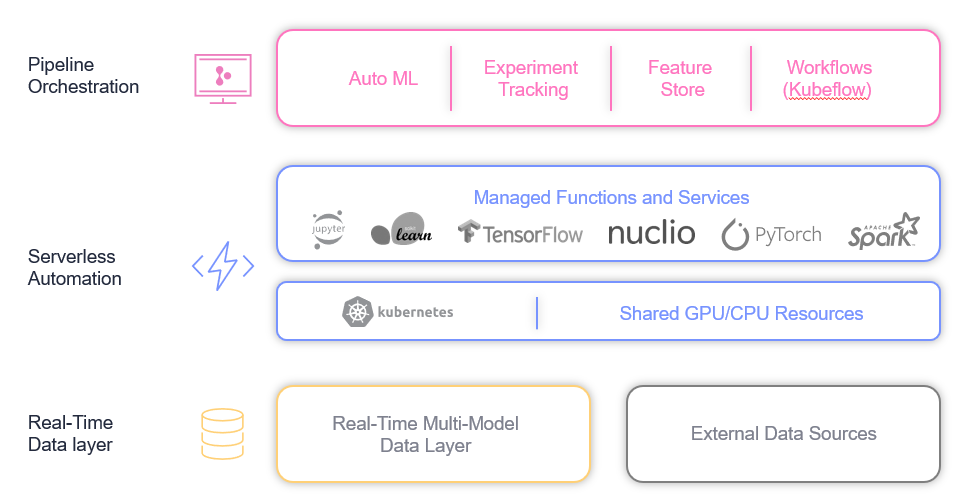 Pipeline
Orchestration
Auto ML
Experiment
Tracking
Feature
Store
Workflows
(Kubeflow)
Serverless
Automation
Managed Functions and Services
jupyter
learn
TensorFlow
nuclio
PyTorch
APACHE
Spark
kubernetes
Shared GPU/CPU Resources
Real-Time
Data layer
Real-Time Multi-Model
Data Layer
External Data Sources